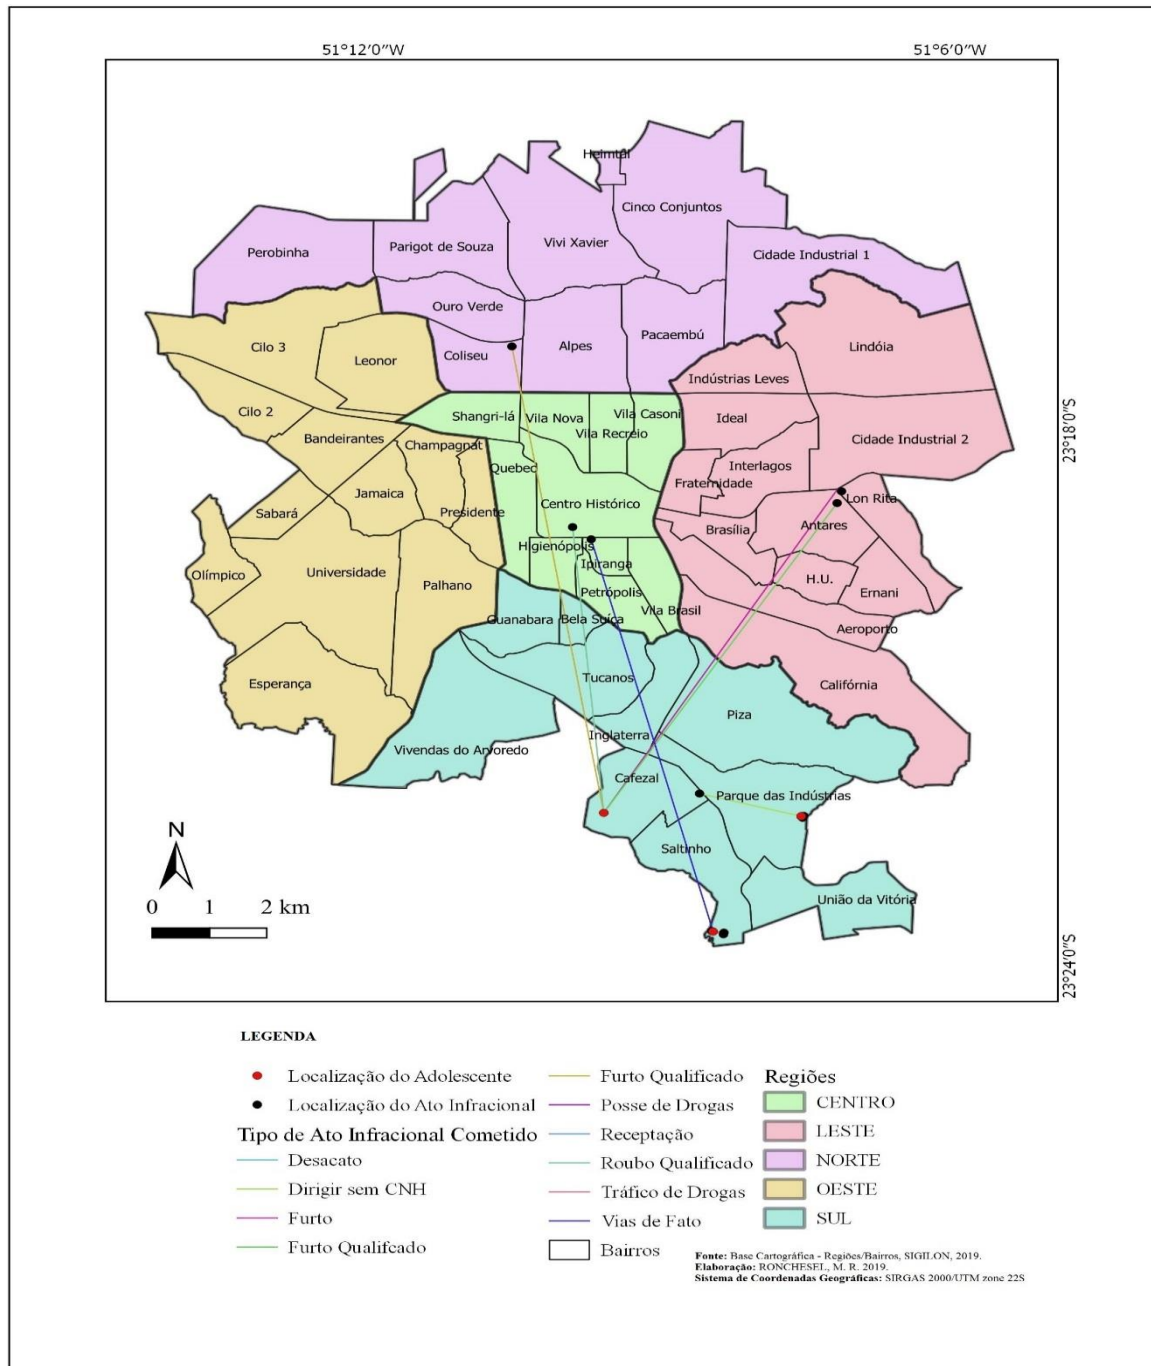 51°12'0"W
51°6'0"W
Heimtal
Cinco Conjuntos
Vivi Xavier
Parigot de Souza
Perobinha
Cidade Industrial 1
Ouro Verde
Pacaembú
Alpes
Coliseu
Lindóia
Cilo 3
Leonor
Indústrias Leves
Cilo 2
Shangri-lá
Vila Nova
Vila Casoni
Ideal
Vila Recreio
Bandeirantes
Champagnat
Cidade Industrial 2
23°18'0"S
Quebec
Interlagos
Fraternidade
Jamaica
Centro Histórico
Lon Rita
Sabará
Presidente
Brasília
Antares
Higienópolis
Ipiranga
Olímpico
Universidade
Palhano
H.U.
Petrópolis
Ernani
Vila Brasil
Guanabara
Bela Suíça
Aeroporto
Tucanos
Esperança
Califórnia
Piza
Inglaterra
Vivendas do Arvoredo
Cafezal
Parque das Indústrias
Saltinho
União da Vitória
N
0 1 2 km
23°24'0"S
LEGENDA
Localização do Adolescente
Localização do Ato Infracional
Tipo de Ato Infracional Cometido
Desacato
Dirigir sem CNH
Furto
Furto Qualifcado
Furto Qualificado
Posse de Drogas
Receptação
Roubo Qualificado
Tráfico de Drogas
Vias de Fato
Bairros
Regiões
CENTRO
LESTE
NORTE
OESTE
SUL
Fonte: Base Cartográfica - Regiões/Bairros, SIGILON, 2019.
Elaboração: RONCHESEL, M. R. 2019.
Sistema de Coordenadas Geográficas: SIRGAS 2000/UTM zone 22S